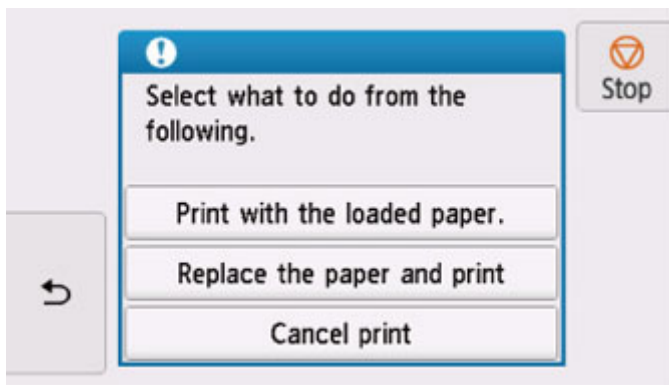 Select what to do from the
following.
Stop
Print with the loaded paper.
Replace the paper and print
Cancel print